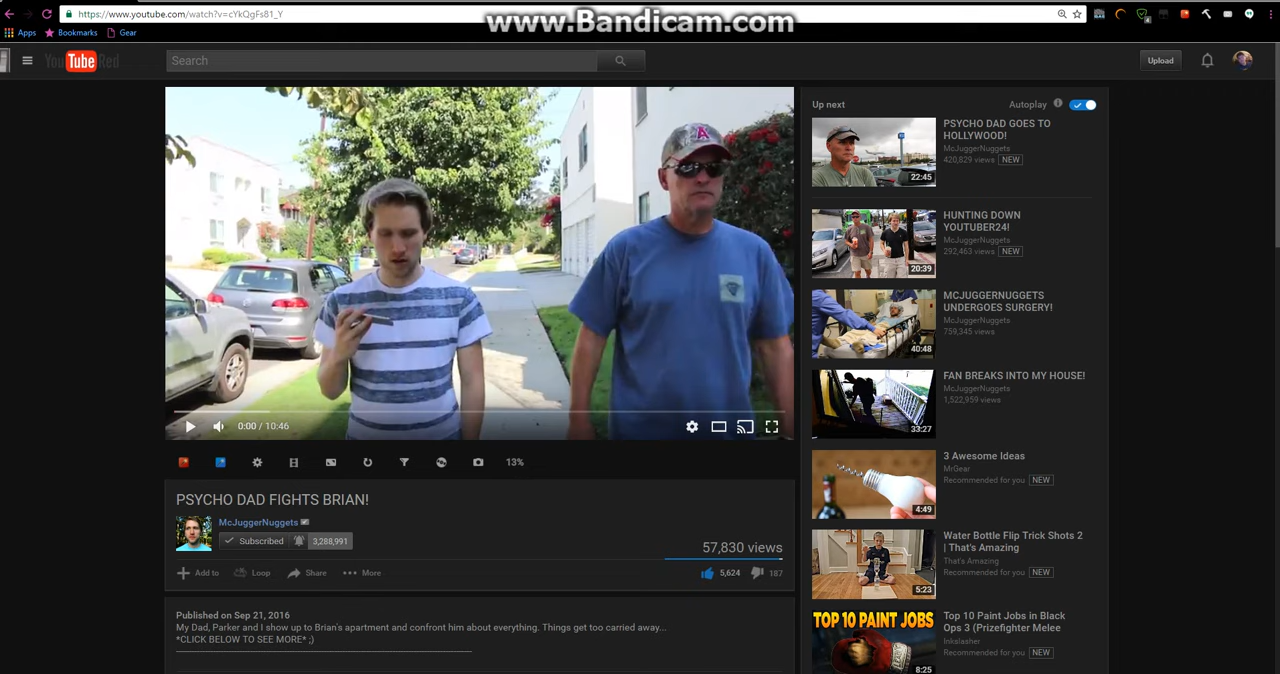 https://www.youtube.com/watch?v=cYkQgFs81_Y
www.Bandicam.com
Apps
Bookmarks
Gear
YouTube Red
Search
Upload
A
0:00 / 10:46
13%
PSYCHO DAD FIGHTS BRIAN!
McJuggerNuggets
Subscribed
3,288,991
57,830 views
Add to
Loop
Share
More
5,624
187
Published on Sep 21, 2016
My Dad, Parker and I show up to Brian's apartment and confront him about everything. Things get too carried away...
*CLICK BELOW TO SEE MORE* ;)
Up next
Autoplay
PSYCHO DAD GOES TO
HOLLYWOOD!
McJuggerNuggets
420,829 views NEW
22:45
HUNTING DOWN
YOUTUBER24!
McJuggerNuggets
292,463 views NEW
20:39
MCJUGGERNUGGETS
UNDERGOES SURGERY!
McJuggerNuggets
759,345 views
40:48
FAN BREAKS INTO MY HOUSE!
McJuggerNuggets
1,522,959 views
33:27
3 Awesome Ideas
MrGear
Recommended for you NEW
4:49
Water Bottle Flip Trick Shots 2
| That's Amazing
That's Amazing
Recommended for you NEW
5:23
TOP 10 PAINT JOBS
Top 10 Paint Jobs in Black
Ops 3 (Prizefighter Melee
Inkslasher
Recommended for you NEW
8:25